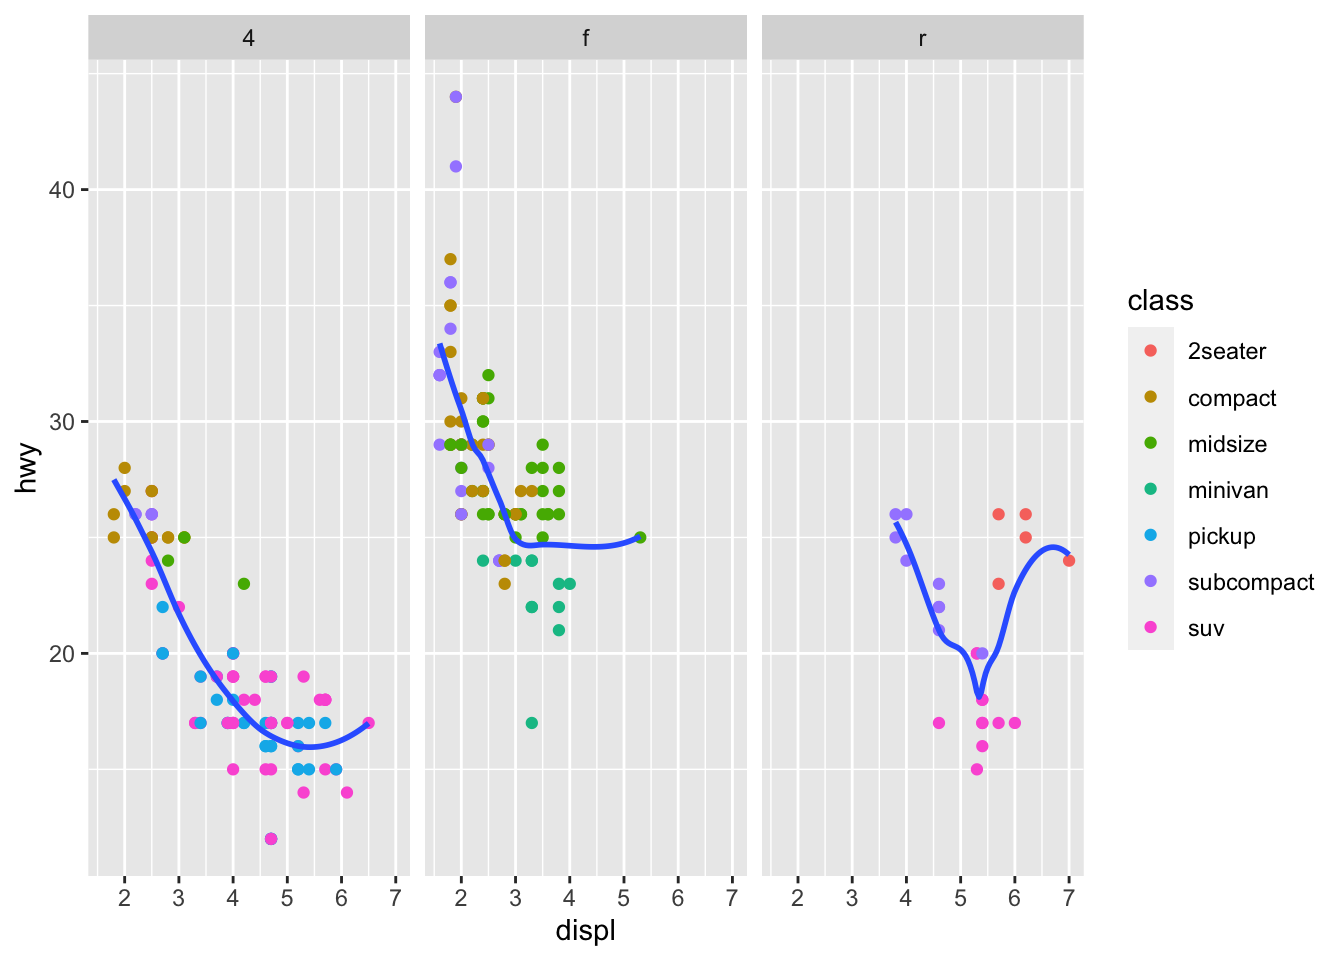 4 f r
40
30
20
hwy
2 3 4 5 6 7 2 3 4 5 6 7 2 3 4 5 6 7
displ
class
2seater
compact
midsize
minivan
pickup
subcompact
suv